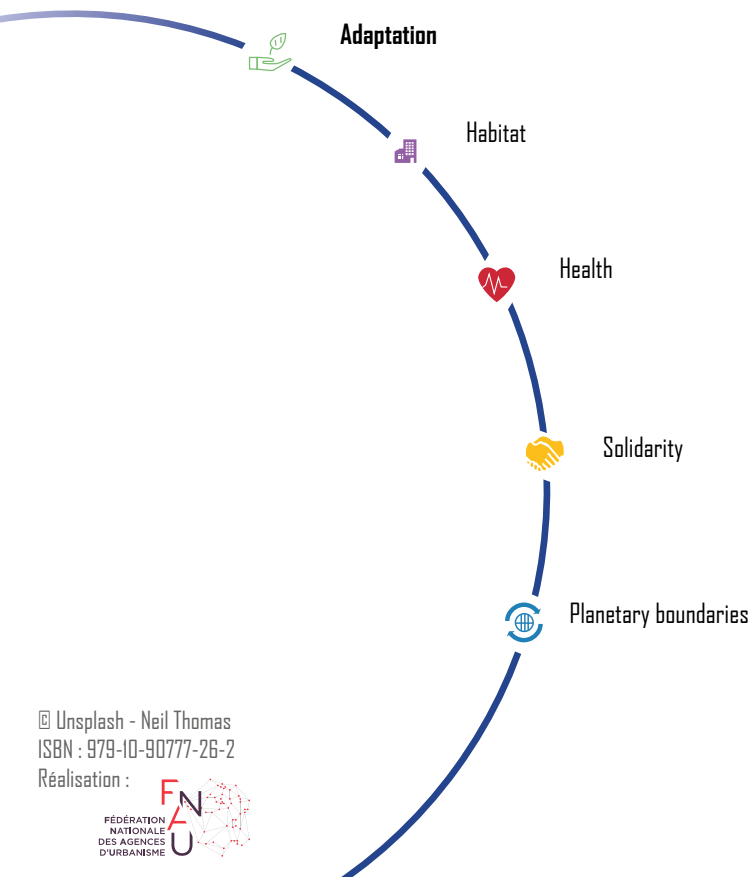 Adaptation
Habitat
Health
Solidarity
Planetary boundaries
© Unsplash - Neil Thomas
ISBN : 979-10-90777-26-2
Réalisation :
FNAU
FÉDÉRATION
NATIONALE
DES AGENCES
D'URBANISME